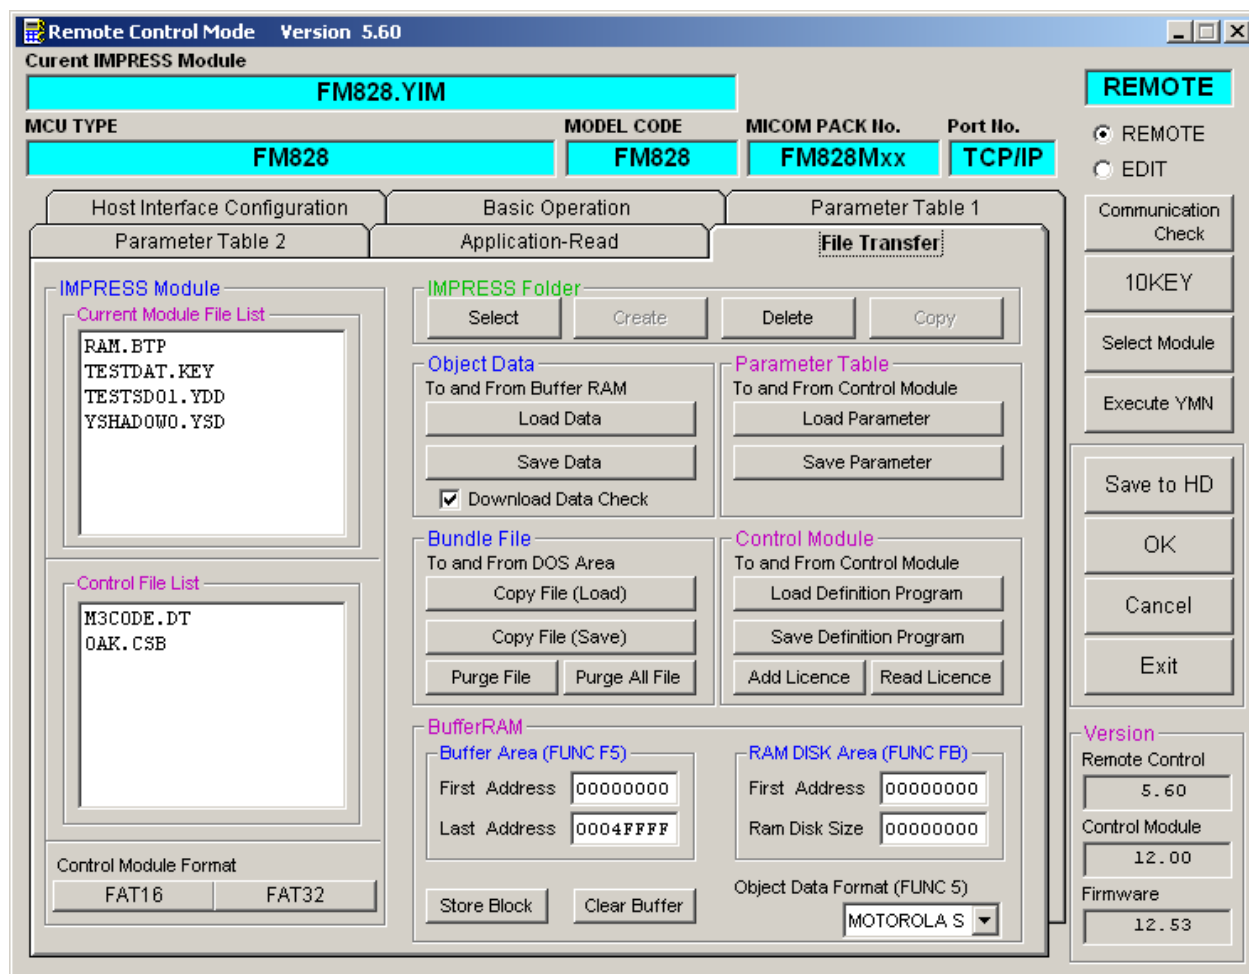 Remote Control Mode Version 5.60
Curent IMPRESS Module
FM828.YIM
REMOTE
MCU TYPE MODEL CODE MICOM PACK No. Port No.
FM828 FM828 FM828Mxx TCP/IP
REMOTE
EDIT
Host Interface Configuration Basic Operation Parameter Table 1
Parameter Table 2 Application-Read File Transfer
IMPRESS Module
Current Module File List
RAM.BTP
TESTDAT.KEY
TESTSD01.YDD
YSHADOW0.YSD
Control File List
M3CODE.DT
OAK.CSB
Control Module Format
FAT16 FAT32
IMPRESS Folder
Select Create Delete Copy
Object Data
To and From Buffer RAM
Load Data
Save Data
Download Data Check
Parameter Table
To and From Control Module
Load Parameter
Save Parameter
Bundle File
To and From DOS Area
Copy File (Load)
Copy File (Save)
Purge File Purge All File
Control Module
To and From Control Module
Load Definition Program
Save Definition Program
Add Licence Read Licence
BufferRAM
Buffer Area (FUNC F5)
First Address 00000000
Last Address 0004FFFF
RAM DISK Area (FUNC FB)
First Address 00000000
Ram Disk Size 00000000
Store Block Clear Buffer
Object Data Format (FUNC 5)
MOTOROLA S
Communication
Check
10KEY
Select Module
Execute YMN
Save to HD
OK
Cancel
Exit
Version
Remote Control
5.60
Control Module
12.00
Firmware
12.53